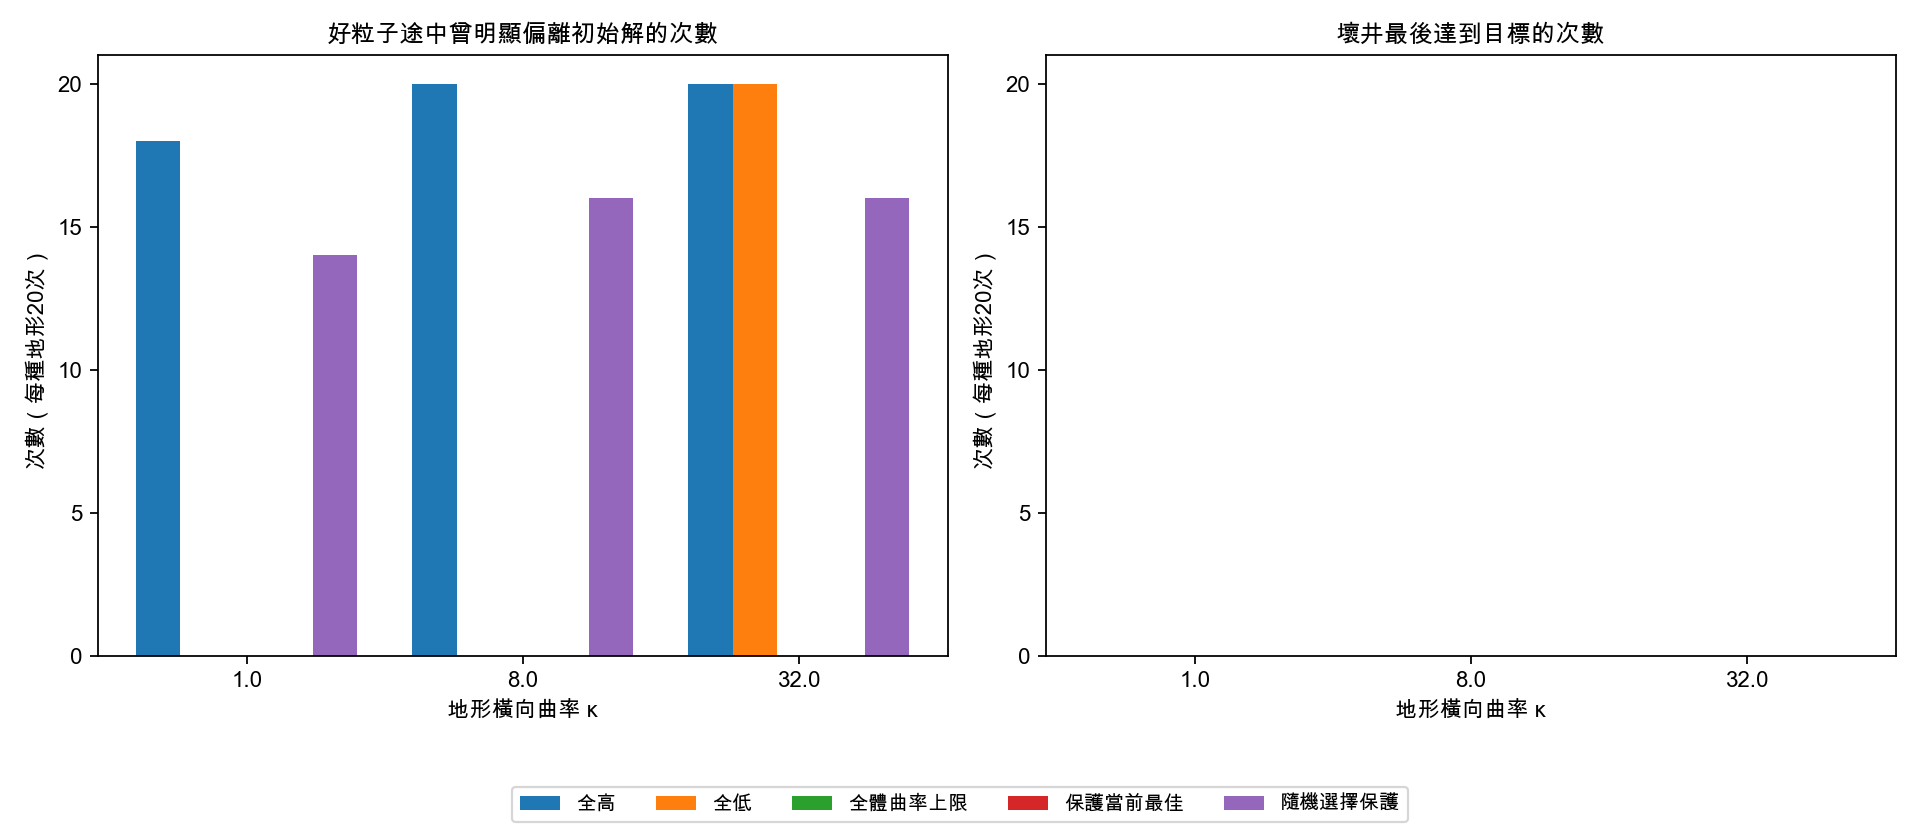 好粒子途中曾明顯偏離初始解的次數
次數（每種地形20次）
20
15
10
5
0
1.0
8.0
32.0
地形橫向曲率 κ
壞井最後達到目標的次數
次數（每種地形20次）
20
15
10
5
0
1.0
8.0
32.0
地形橫向曲率 κ
全高
全低
全體曲率上限
保護當前最佳
隨機選擇保護